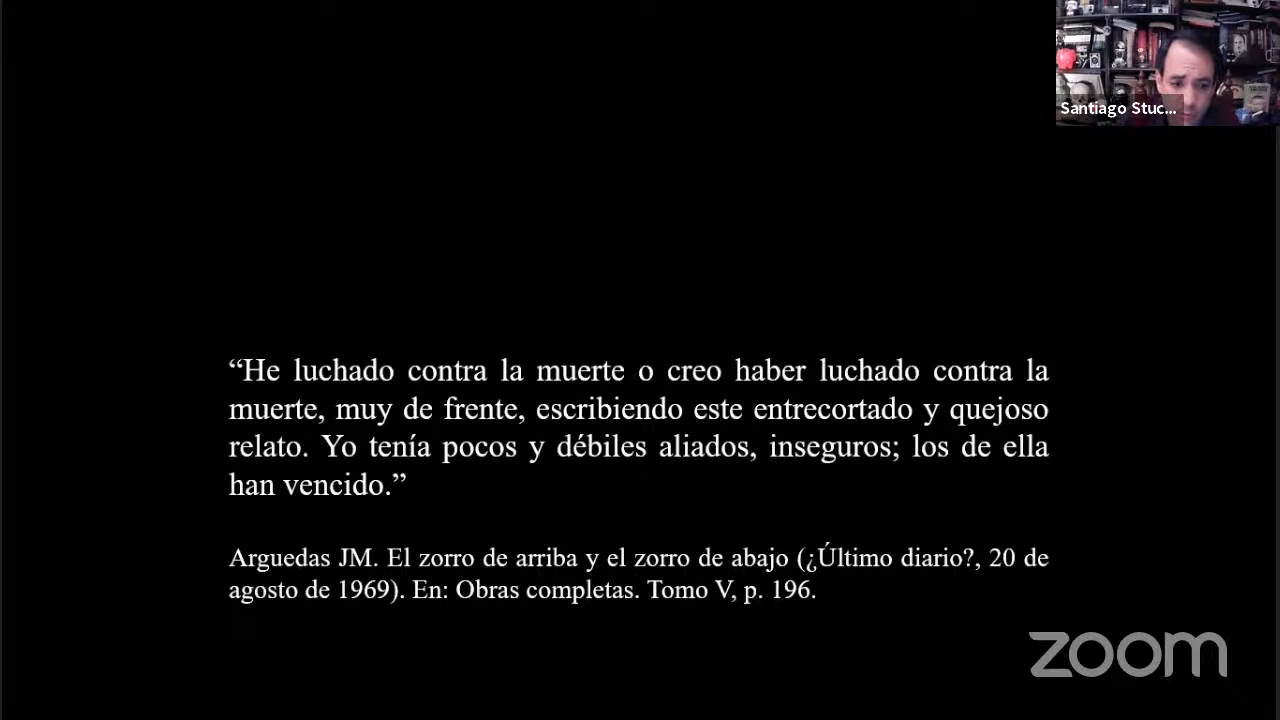 Santiago Stuc...
“He luchado contra la muerte o creo haber luchado contra la
muerte, muy de frente, escribiendo este entrecortado y quejoso
relato. Yo tenía pocos y débiles aliados, inseguros; los de ella
han vencido.”
Arguedas JM. El zorro de arriba y el zorro de abajo (¿Último diario?, 20 de
agosto de 1969). En: Obras completas. Tomo V, p. 196.
zoom